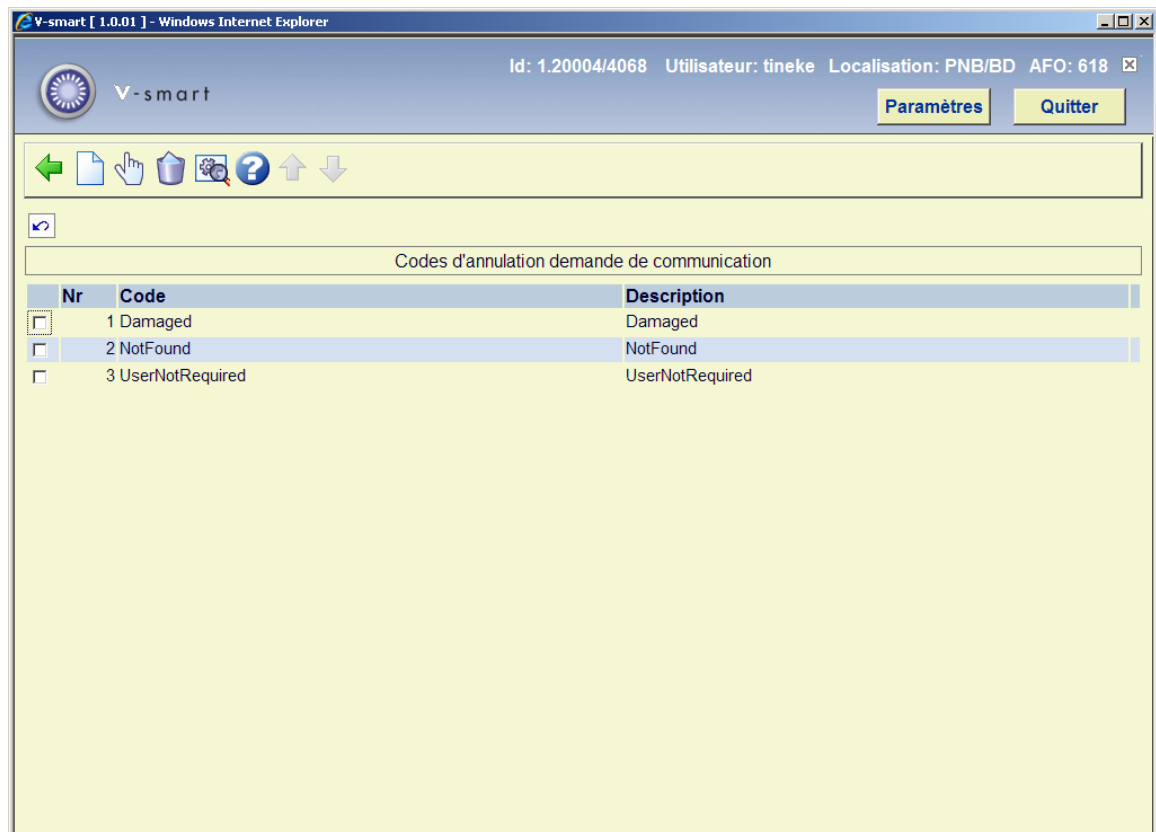 V-smart [ 1.0.01 ] - Windows Internet Explorer
Id: 1.20004/4068 Utilisateur: tineke Localisation: PNB/BD AFO: 618
V-smart
Paramètres Quitter
Codes d'annulation demande de communication
Nr Code Description
1 Damaged Damaged
2 NotFound NotFound
3 UserNotRequired UserNotRequired